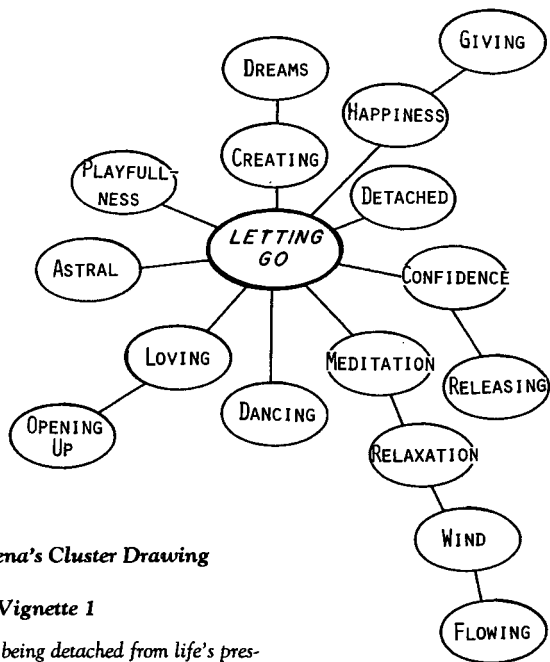 GIVING
DREAMS
HAPPINESS
CREATING
PLAYFULL-
NESS
DETACHED
LETTING
GO
ASTRAL
CONFIDENCE
LOVING
MEDITATION
RELEASING
DANCING
OPENING
UP
RELAXATION
WIND
FLOWING
ena's Cluster Drawing
Vignette 1
being detached from life's pres-